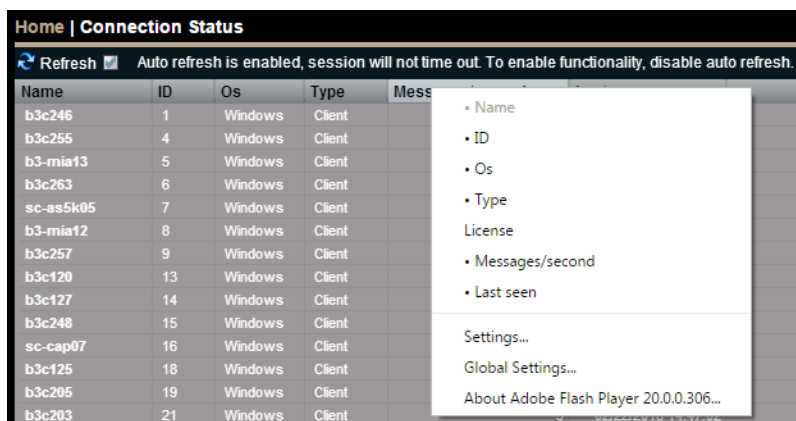 Home | Connection Status
Refresh Auto refresh is enabled, session will not time out. To enable functionality, disable auto refresh.
Name ID Os Type
b3c246 1 Windows Client
b3c255 4 Windows Client
b3-mia13 5 Windows Client
b3c263 6 Windows Client
sc-as5k05 7 Windows Client
b3-mia12 8 Windows Client
b3c257 9 Windows Client
b3c120 13 Windows Client
b3c127 14 Windows Client
b3c248 15 Windows Client
sc-cap07 16 Windows Client
b3c125 18 Windows Client
b3c205 19 Windows Client
b3c203 21 Windows Client
• Name
• ID
• Os
• Type
License
• Messages/second
• Last seen
Settings...
Global Settings...
About Adobe Flash Player 20.0.0.306...